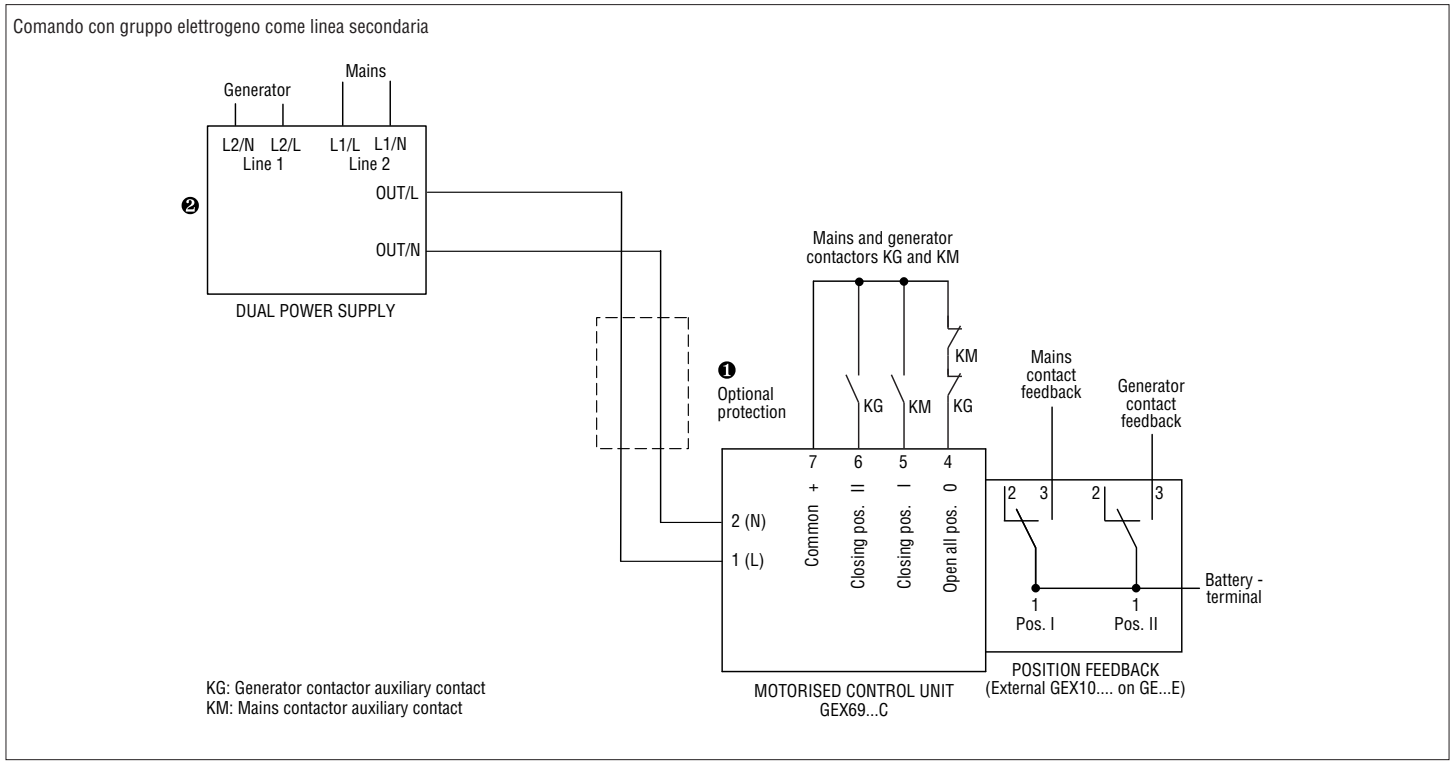 Comando con gruppo elettrogeno come linea secondaria
Mains
Generator
L2/N L2/L L1/L L1/N
Line 1 Line 2
OUT/L
❷
OUT/N
DUAL POWER SUPPLY
Mains and generator
contactors KG and KM
❶
Optional
protection
KM
KG KM KG
Mains
contact
feedback
Generator
contact
feedback
7 6 5 4
Common +
Closing pos. II
Closing pos. I
Open all pos. 0
2 (N)
1 (L)
2 3 2 3
1 1
Pos. I Pos. II
Battery -
terminal
MOTORISED CONTROL UNIT
GEX69...C
POSITION FEEDBACK
(External GEX10.... on GE...E)
KG: Generator contactor auxiliary contact
KM: Mains contactor auxiliary contact